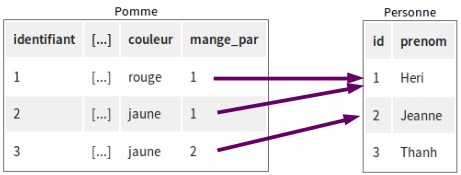 Pomme
Personne
identifiant [...] couleur mange_par
1 [...] rouge 1
2 [...] jaune 1
3 [...] jaune 2
id prenom
1 Heri
2 Jeanne
3 Thanh